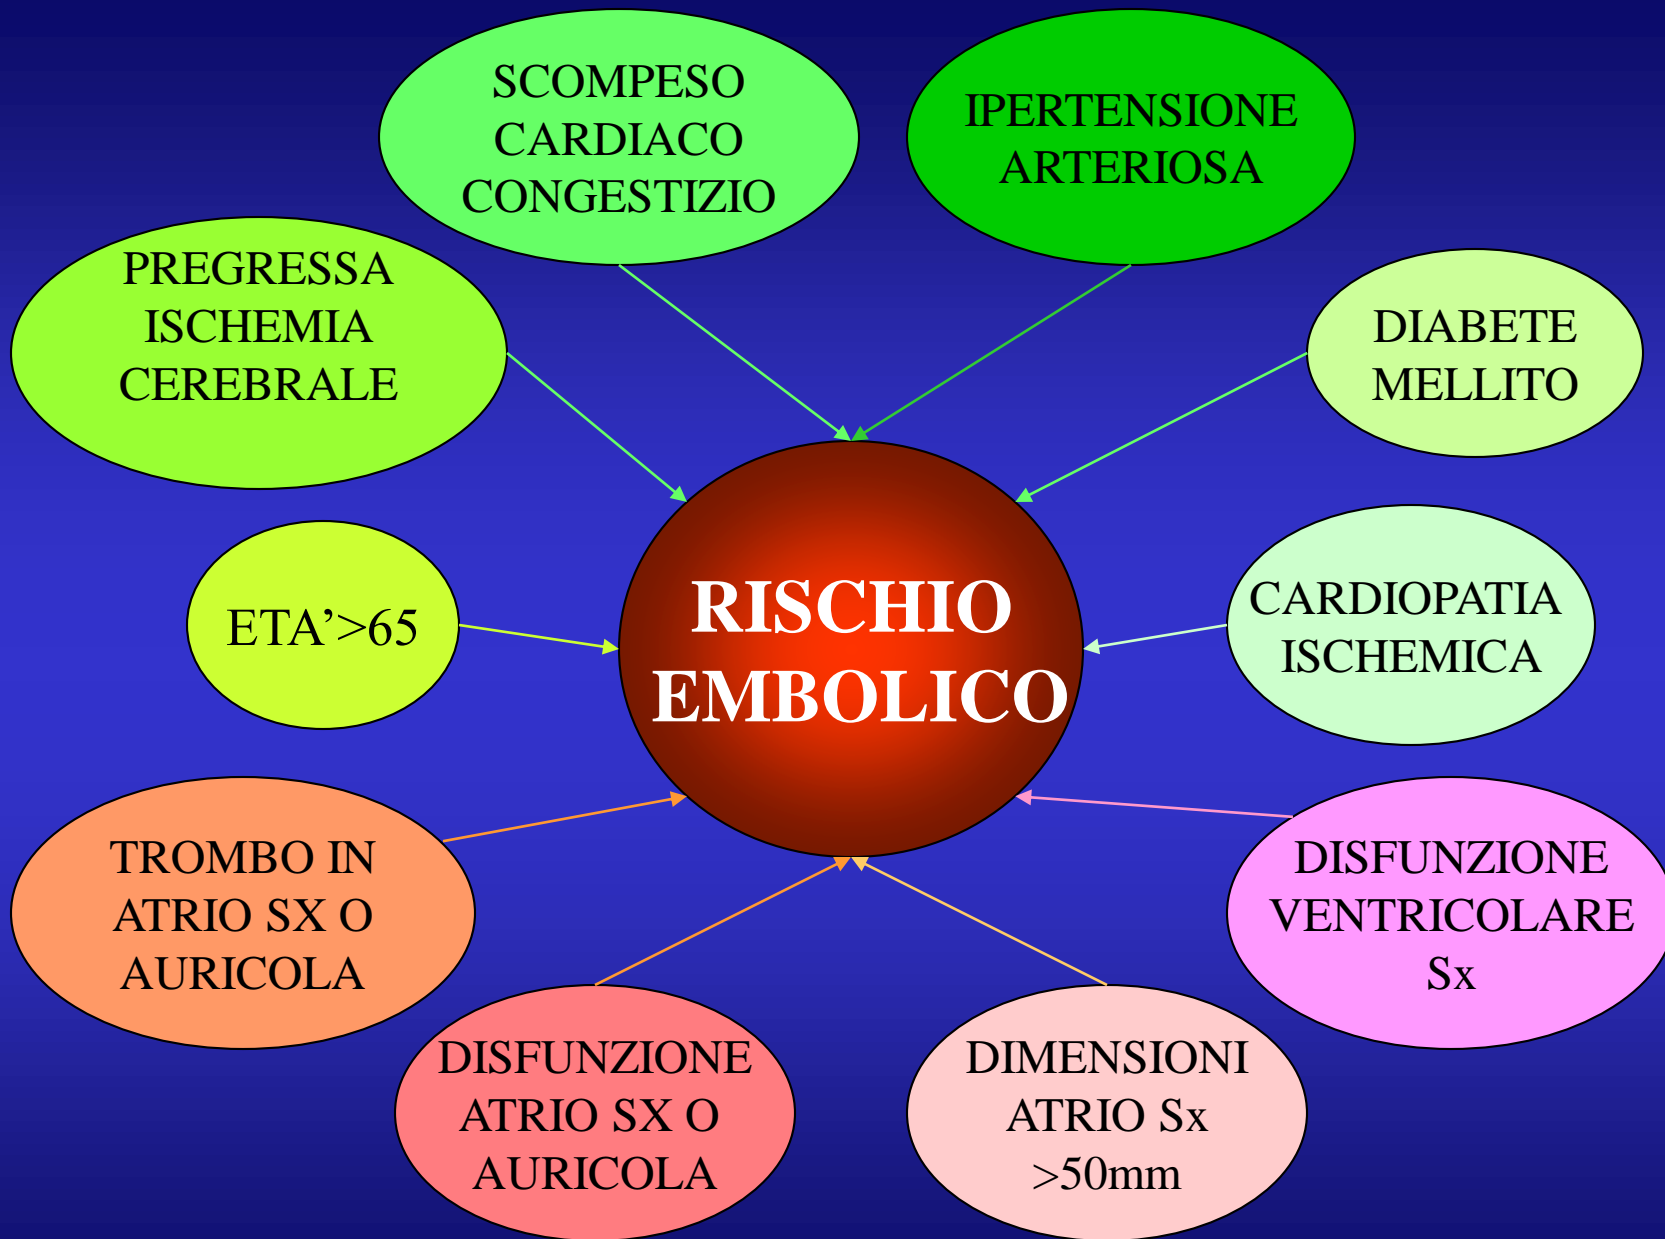 SCOMPESO
CARDIACO
CONGESTIZIO
IPERTENSIONE
ARTERIOSA
PREGRESSA
ISCHEMIA
CEREBRALE
DIABETE
MELLITO
ETA’>65
RISCHIO
EMBOLICO
CARDIOPATIA
ISCHEMICA
TROMBO IN
ATRIO SX O
AURICOLA
DISFUNZIONE
VENTRICOLARE
Sx
DISFUNZIONE
ATRIO SX O
AURICOLA
DIMENSIONI
ATRIO Sx
>50mm